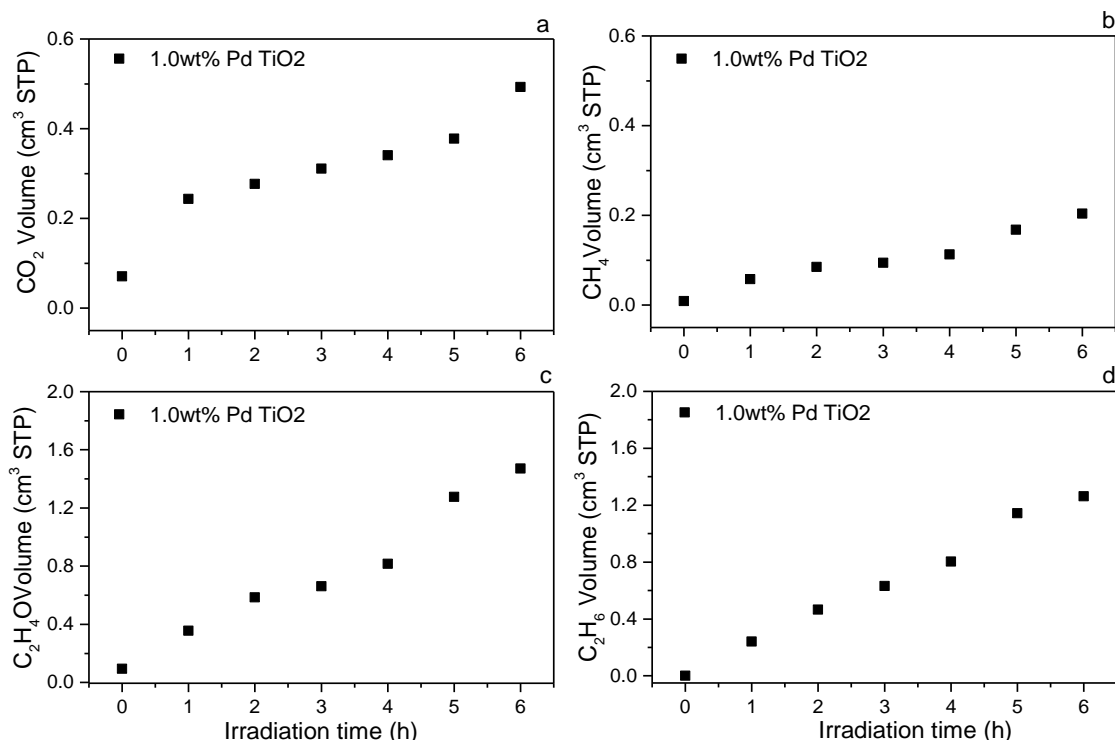 a
CO₂ Volume (cm³ STP)
0.6
0.4
0.2
0.0
1.0wt% Pd TiO2
0 1 2 3 4 5 6
b
CH₄Volume (cm³ STP)
0.6
0.4
0.2
0.0
1.0wt% Pd TiO2
0 1 2 3 4 5 6
c
C₂H₄OVolume (cm³ STP)
2.0
1.6
1.2
0.8
0.4
0.0
1.0wt% Pd TiO2
0 1 2 3 4 5 6
Irradiation time (h)
d
C₂H₆ Volume (cm³ STP)
2.0
1.6
1.2
0.8
0.4
0.0
1.0wt% Pd TiO2
0 1 2 3 4 5 6
Irradiation time (h)